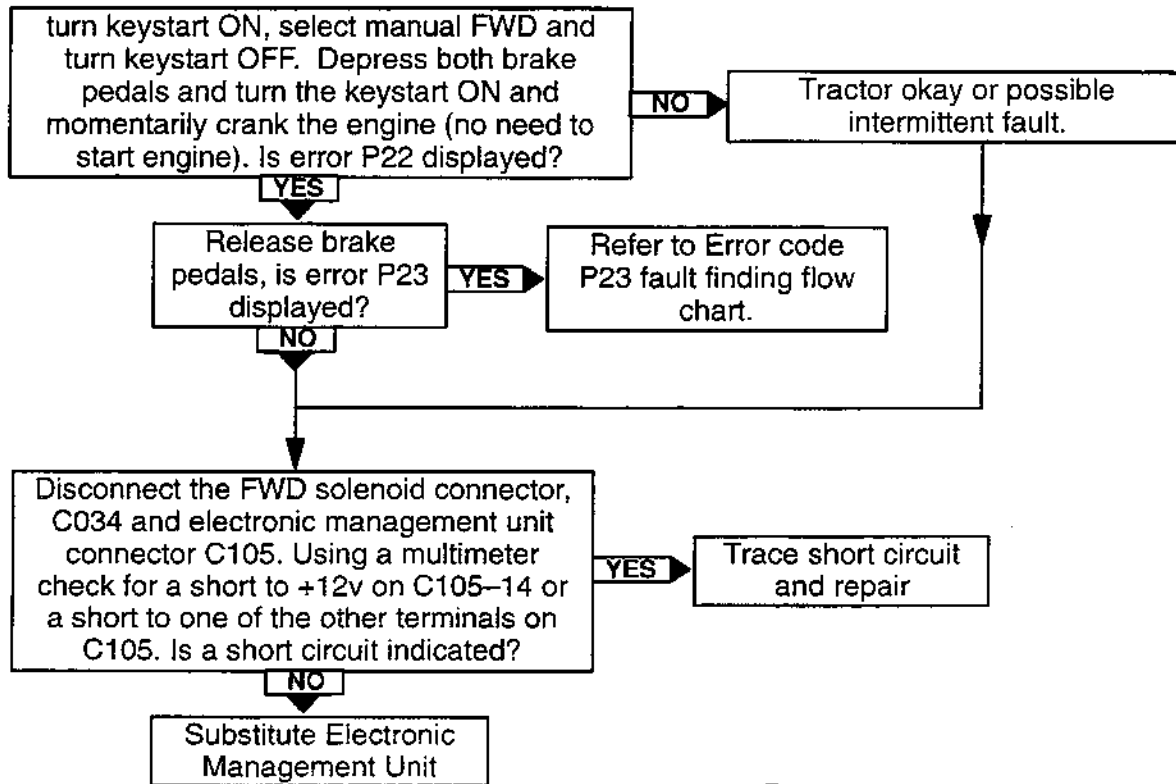 turn keystart ON, select manual FWD and
turn keystart OFF. Depress both brake
pedals and turn the keystart ON and
momentarily crank the engine (no need to
start engine). Is error P22 displayed?
NO
Tractor okay or possible
intermittent fault.
YES
Release brake
pedals, is error P23
displayed?
YES
Refer to Error code
P23 fault finding flow
chart.
NO
Disconnect the FWD solenoid connector,
C034 and electronic management unit
connector C105. Using a multimeter
check for a short to +12v on C105–14 or
a short to one of the other terminals on
C105. Is a short circuit indicated?
YES
Trace short circuit
and repair
NO
Substitute Electronic
Management Unit